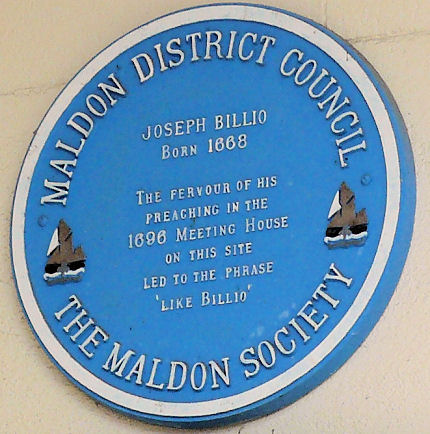 MALDON DISTRICT COUNCIL
JOSEPH BILLIO
BORN 1668
THE FERVOUR OF HIS
PREACHING IN THE
1696 MEETING HOUSE
ON THIS SITE
LED TO THE PHRASE
'LIKE BILLIO'
THE MALDON SOCIETY